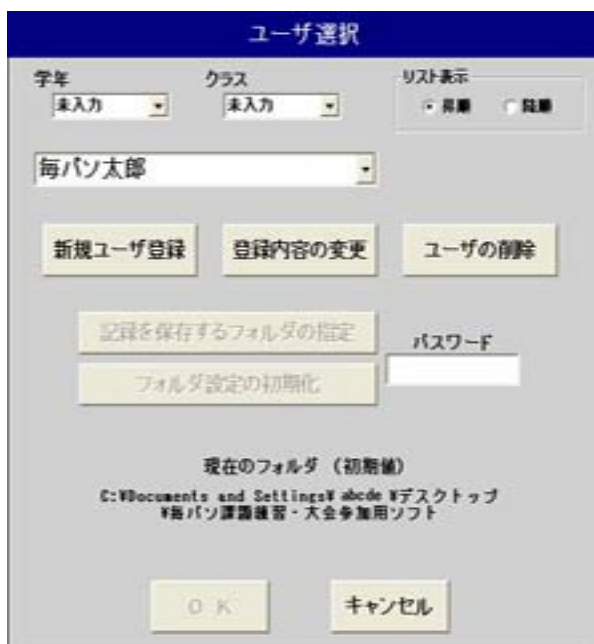 ユーザ選択
学年
クラス
リスト表示
未入力
未入力
昇順
降順
毎パソ太郎
新規ユーザ登録
登録内容の変更
ユーザの削除
記録を保存するフォルダの指定
パスワード
フォルダ設定の初期化
現在のフォルダ (初期値)
C:¥Documents and Settings¥ abcde ¥デスクトップ
¥毎パソ課題練習・大会参加用ソフト
O K
キャンセル